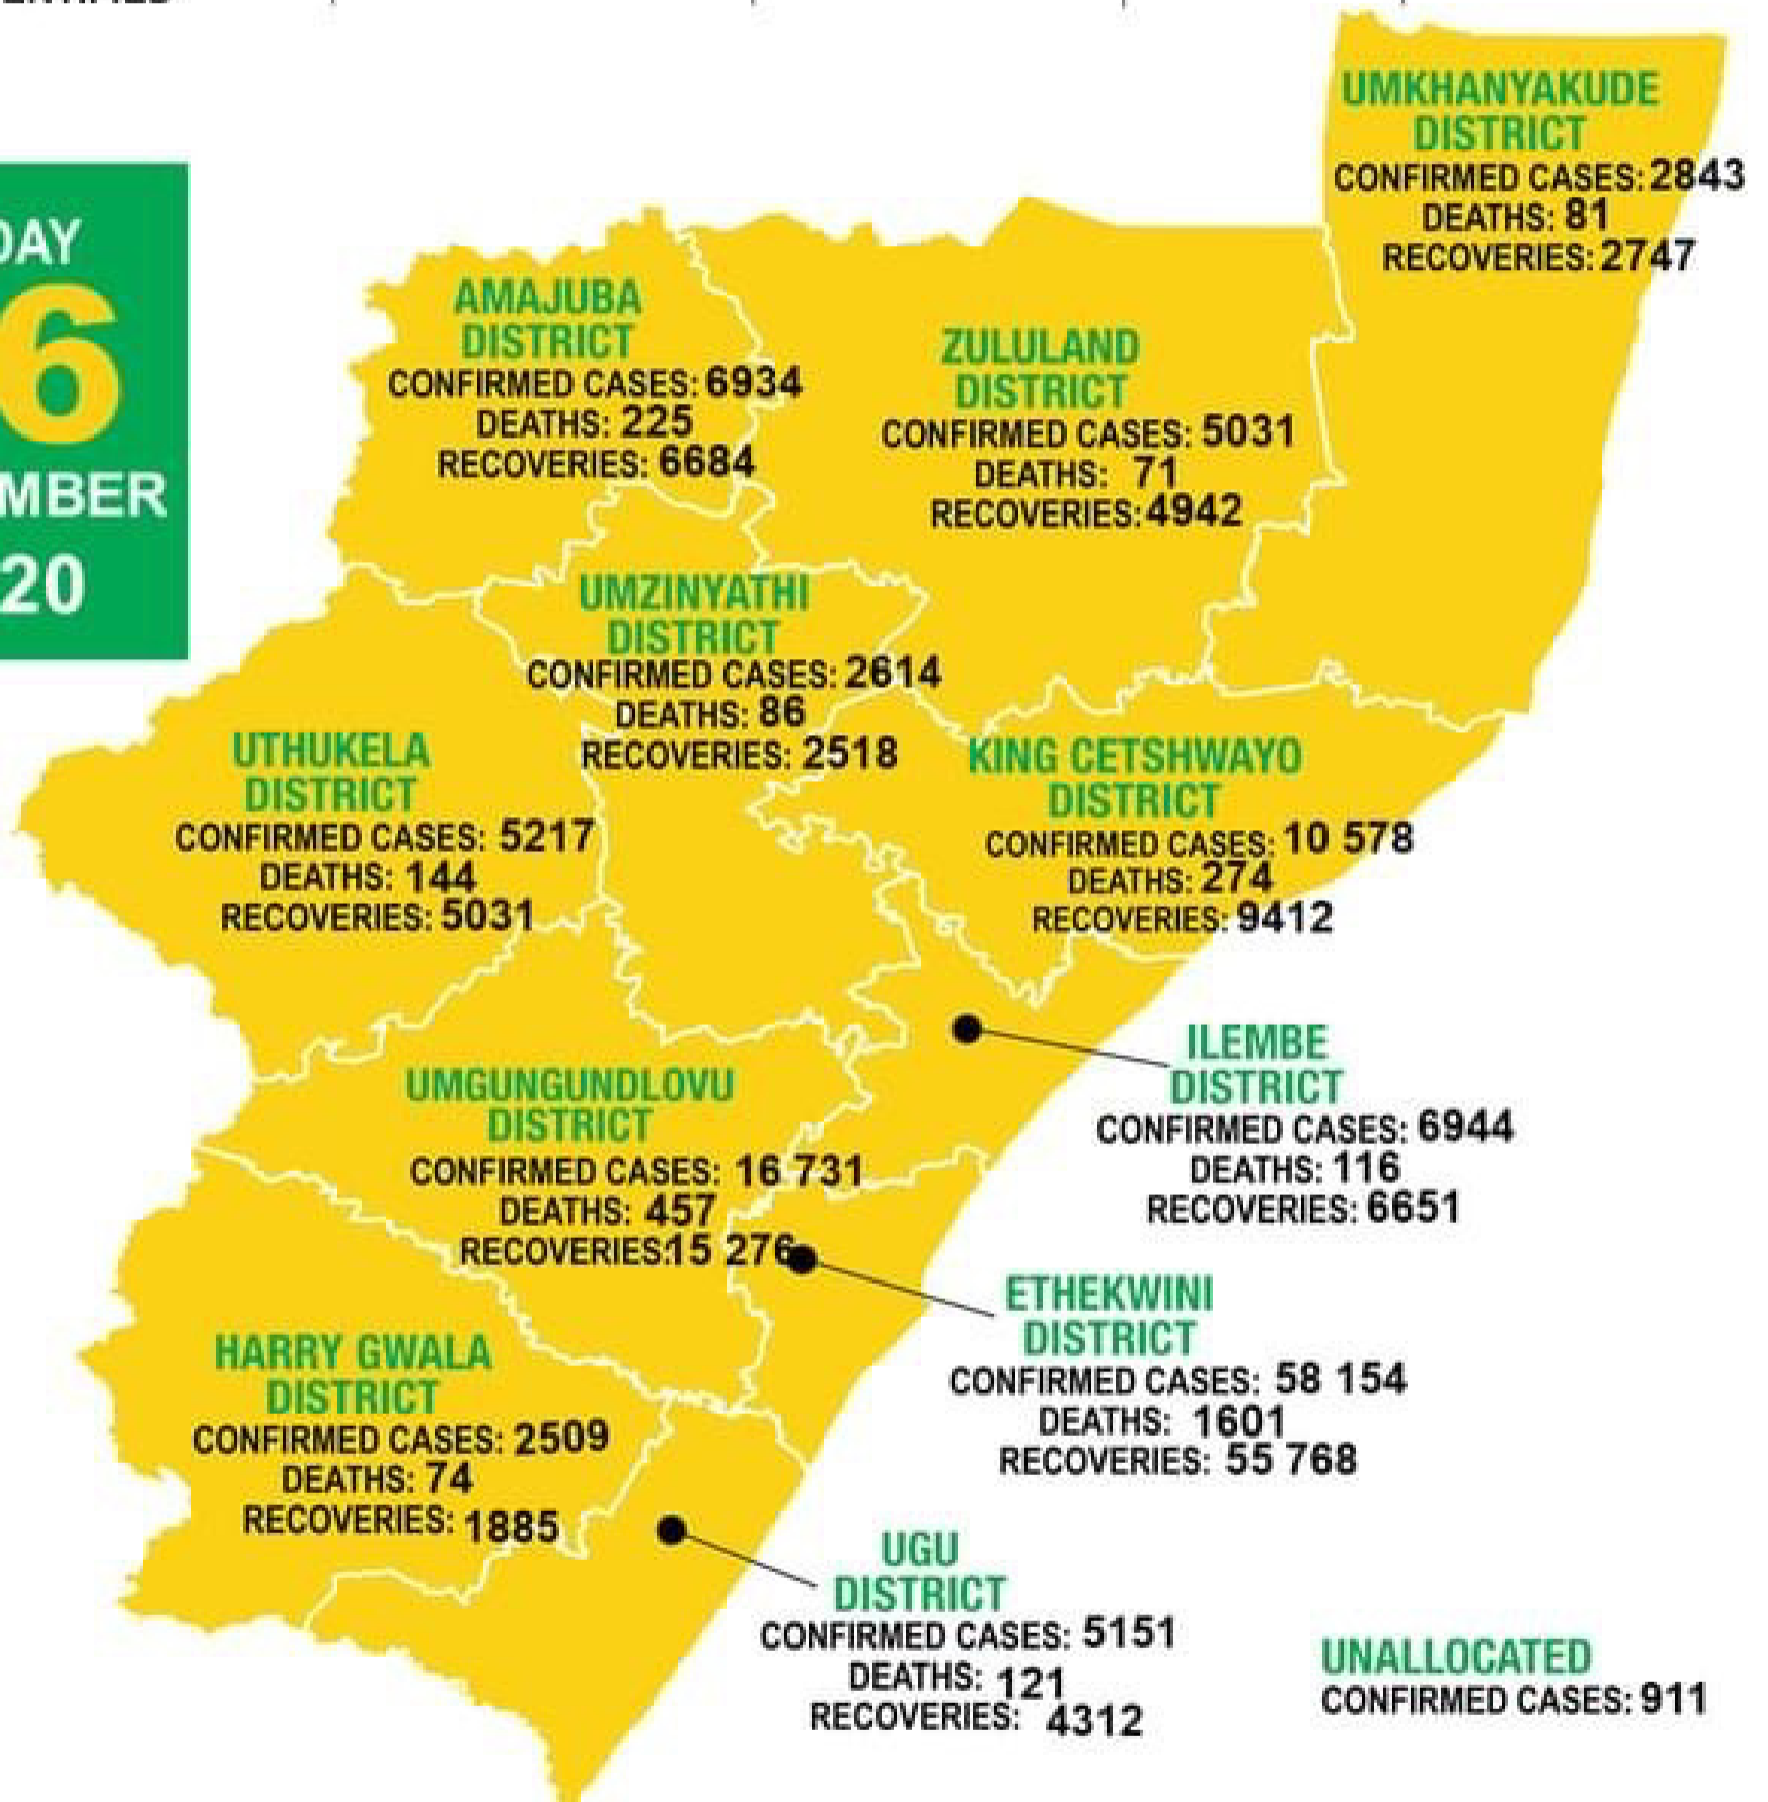 DAY
6
MBER
20
UMKHANYAKUDE
DISTRICT
CONFIRMED CASES: 2843
DEATHS: 81
RECOVERIES: 2747
AMAJUBA
DISTRICT
CONFIRMED CASES: 6934
DEATHS: 225
RECOVERIES: 6684
ZULULAND
DISTRICT
CONFIRMED CASES: 5031
DEATHS: 71
RECOVERIES: 4942
UMZINYATHI
DISTRICT
CONFIRMED CASES: 2614
DEATHS: 86
RECOVERIES: 2518
UTHUKELA
DISTRICT
CONFIRMED CASES: 5217
DEATHS: 144
RECOVERIES: 5031
KING CETSHWAYO
DISTRICT
CONFIRMED CASES: 10 578
DEATHS: 274
RECOVERIES: 9412
ILEMBE
DISTRICT
CONFIRMED CASES: 6944
DEATHS: 116
RECOVERIES: 6651
UMGUNGUNDLOVU
DISTRICT
CONFIRMED CASES: 16 731
DEATHS: 457
RECOVERIES:15 276
ETHEKWINI
DISTRICT
CONFIRMED CASES: 58 154
DEATHS: 1601
RECOVERIES: 55 768
HARRY GWALA
DISTRICT
CONFIRMED CASES: 2509
DEATHS: 74
RECOVERIES: 1885
UGU
DISTRICT
CONFIRMED CASES: 5151
DEATHS: 121
RECOVERIES: 4312
UNALLOCATED
CONFIRMED CASES: 911